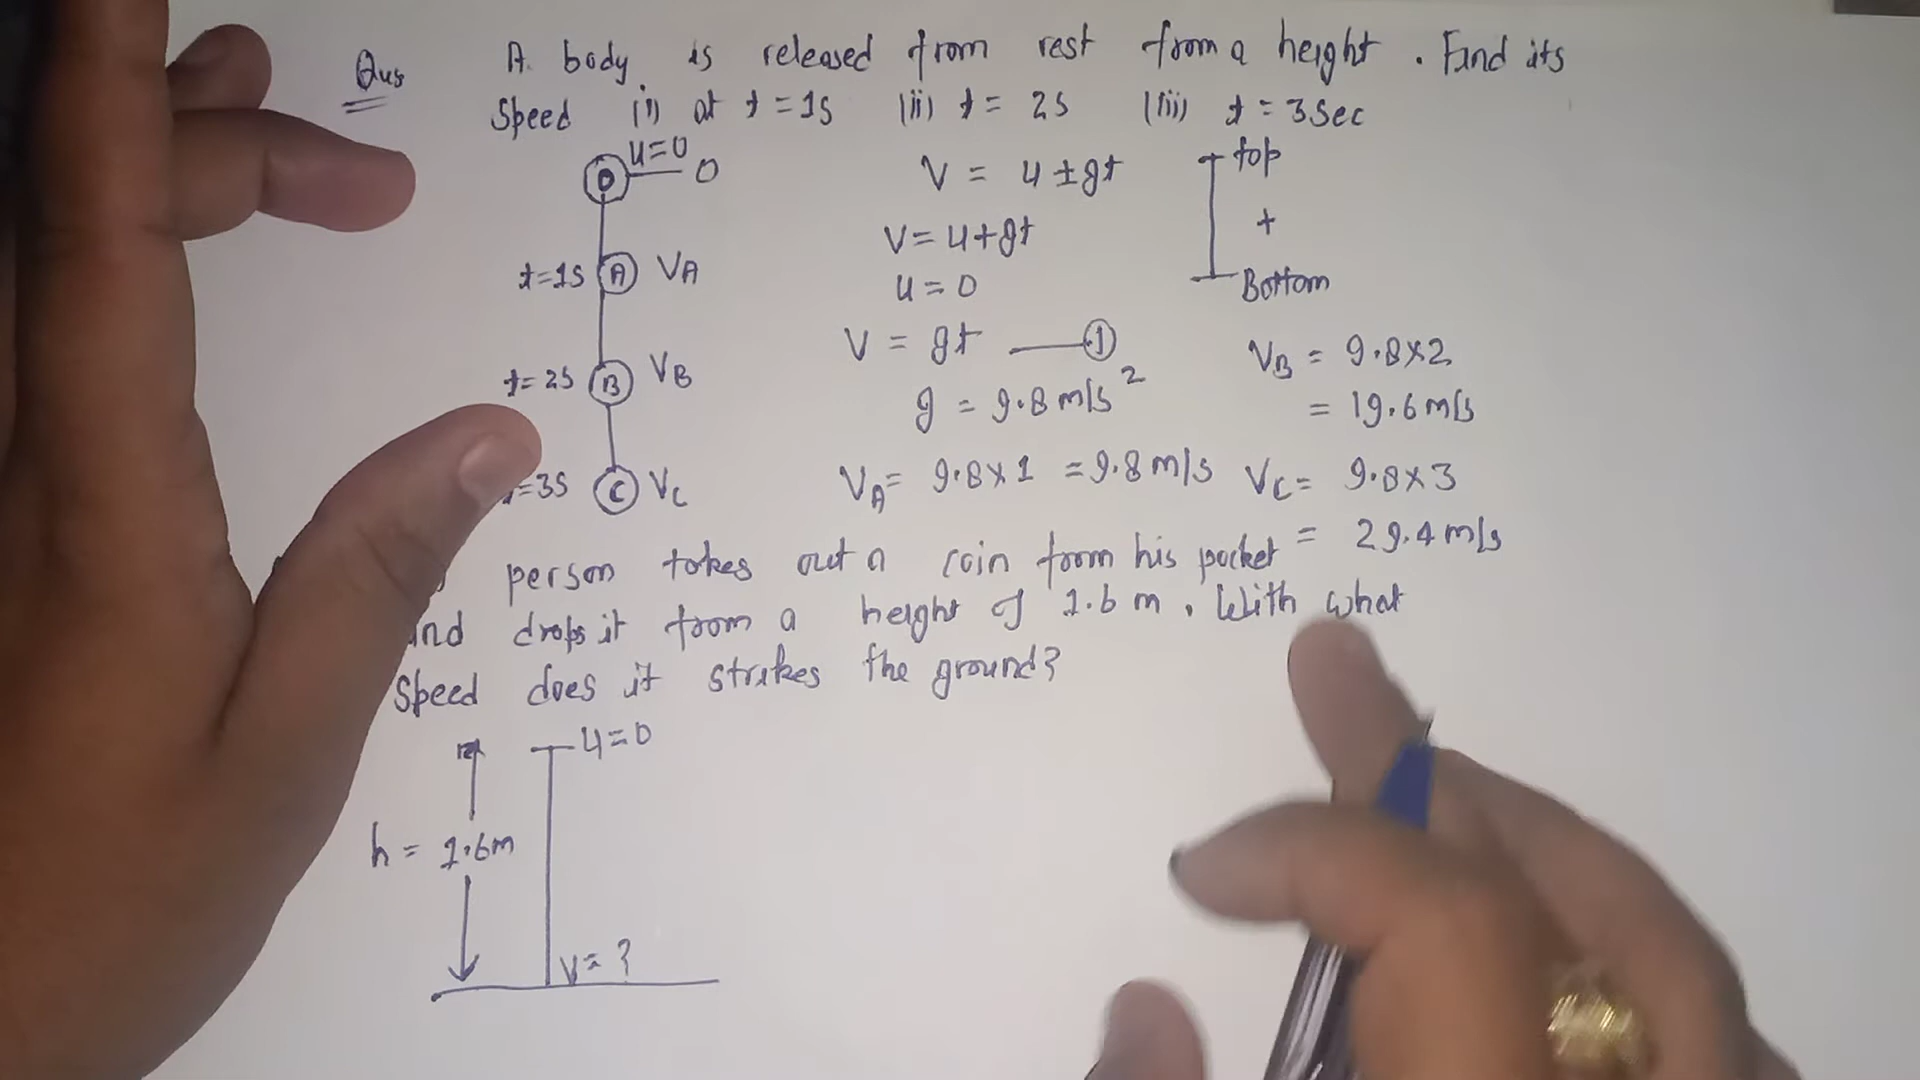 Qus A body is released from rest from a height. Find its
Speed (i) at t = 1s (ii) t = 2s (iii) t = 3sec
O u=0 0
t=1s A VA
t=2s B VB
=3s C VC
V = u ± gt
V = u + gt
u = 0
V = gt ——— 1
g = 9.8 m/s²
VA = 9.8 × 1 = 9.8 m/s
top
+
Bottom
VB = 9.8 × 2
= 19.6 m/s
VC = 9.8 × 3
= 29.4 m/s
person takes out a coin from his pocket
and drops it from a height of 1.6 m. With what
Speed does it strikes the ground?
u = 0
h = 1.6m
v = ?